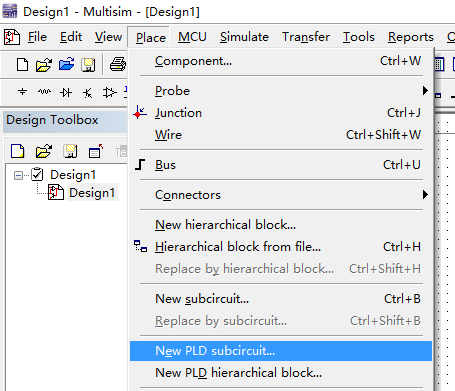 Design1 - Multisim - [Design1]
File Edit View Place MCU Simulate Transfer Tools Reports
Component... Ctrl+W
Probe
Junction Ctrl+J
Wire Ctrl+Shift+W
Bus Ctrl+U
Connectors
New hierarchical block...
Hierarchical block from file... Ctrl+H
Replace by hierarchical block... Ctrl+Shift+H
New subcircuit... Ctrl+B
Replace by subcircuit... Ctrl+Shift+B
New PLD subcircuit...
New PLD hierarchical block...
Design Toolbox
Design1
Design1